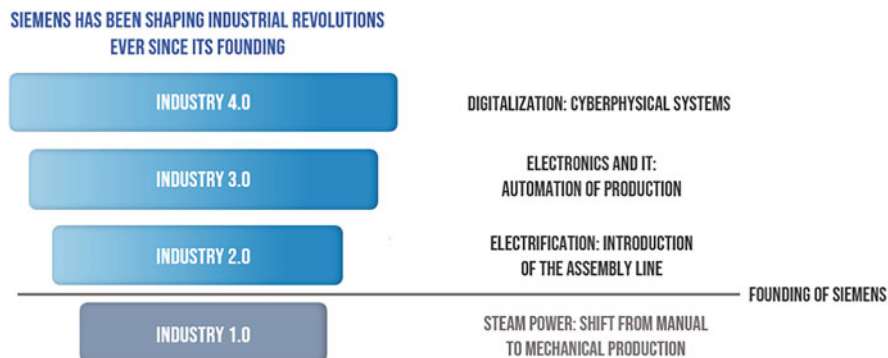 SIEMENS HAS BEEN SHAPING INDUSTRIAL REVOLUTIONS
EVER SINCE ITS FOUNDING
INDUSTRY 4.0
DIGITALIZATION: CYBERPHYSICAL SYSTEMS
INDUSTRY 3.0
ELECTRONICS AND IT:
AUTOMATION OF PRODUCTION
INDUSTRY 2.0
ELECTRIFICATION: INTRODUCTION
OF THE ASSEMBLY LINE
FOUNDING OF SIEMENS
INDUSTRY 1.0
STEAM POWER: SHIFT FROM MANUAL
TO MECHANICAL PRODUCTION